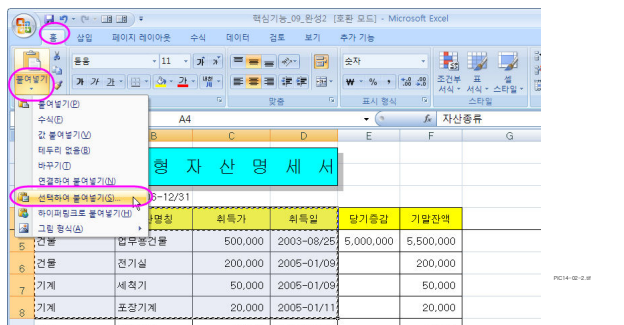 핵심기능_09_완성2 [호환 모드] - Microsoft Excel
홈 삽입 페이지 레이아웃 수식 데이터 검토 보기 추가 기능
돋움 11 가 가 숫자
붙여넣기 가 가 가 조건부 서식 표 서식 셀 스타일
맞춤 표시 형식 스타일
붙여넣기(P)
수식(F)
값 붙여넣기(V)
테두리 없음(B)
바꾸기(T)
연결하여 붙여넣기(N)
선택하여 붙여넣기(S)...
하이퍼링크로 붙여넣기(H)
그림 형식(A)
A4 fx 자산종류
B C D E F G
형 자 산 명 세 서
6-12/31
명칭 취득가 취득일 당기증감 기말잔액
5 건물 업무용건물 500,000 2003-08/25 5,000,000 5,500,000
6 건물 전기실 200,000 2005-01/09 200,000
7 기계 세척기 50,000 2005-01/09 50,000
8 기계 포장기계 20,000 2005-01/11 20,000